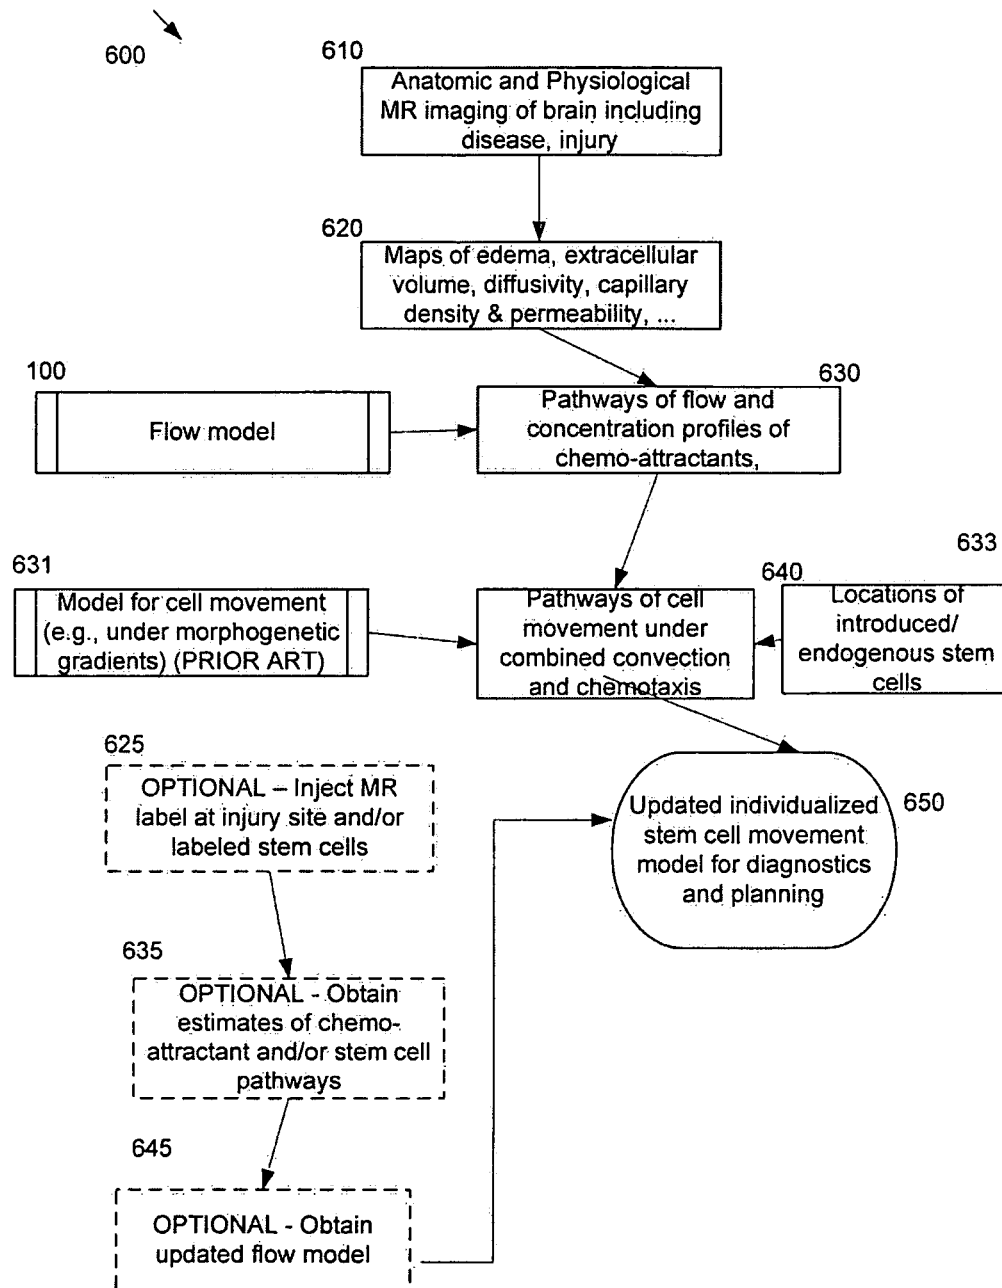 600
610
Anatomic and Physiological
MR imaging of brain including
disease, injury
620
Maps of edema, extracellular
volume, diffusivity, capillary
density & permeability, ...
100
Flow model
630
Pathways of flow and
concentration profiles of
chemo-attractants,
631
Model for cell movement
(e.g., under morphogenetic
gradients) (PRIOR ART)
640
Pathways of cell
movement under
combined convection
and chemotaxis
633
Locations of
introduced/
endogenous stem
cells
625
OPTIONAL – Inject MR
label at injury site and/or
labeled stem cells
650
Updated individualized
stem cell movement
model for diagnostics
and planning
635
OPTIONAL - Obtain
estimates of chemo-
attractant and/or stem cell
pathways
645
OPTIONAL - Obtain
updated flow model